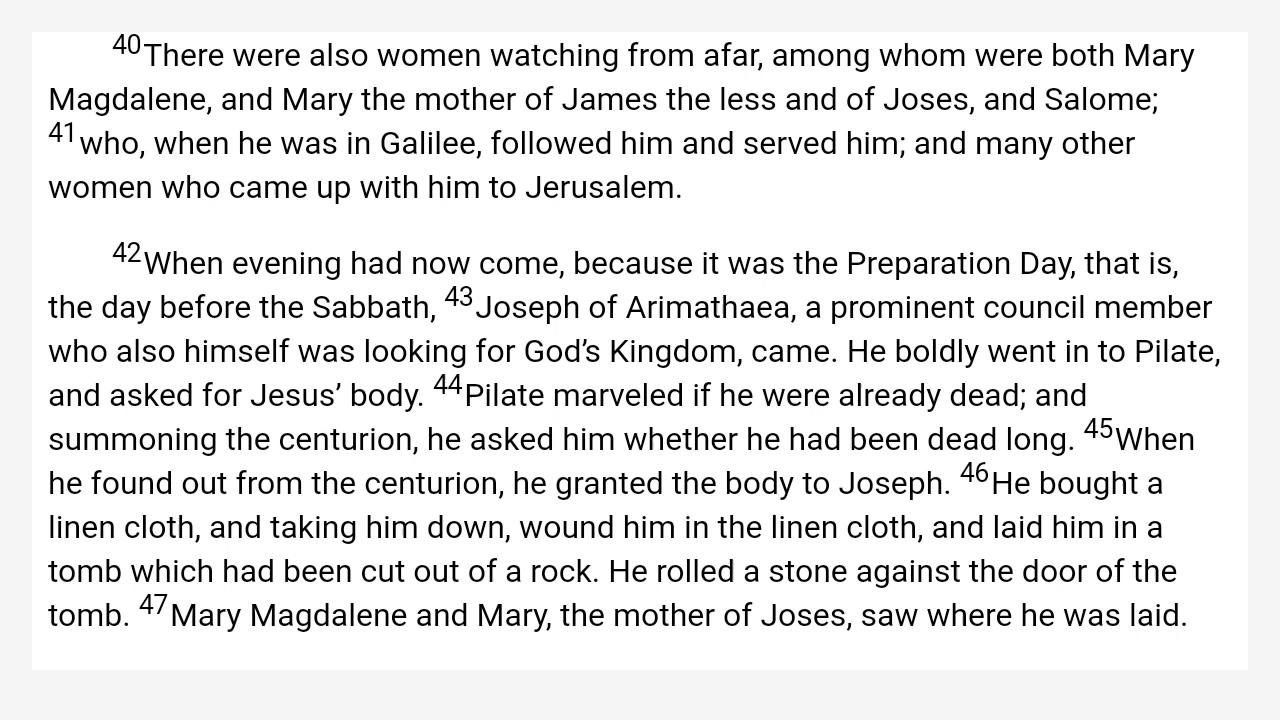 40There were also women watching from afar, among whom were both Mary
Magdalene, and Mary the mother of James the less and of Joses, and Salome;
41who, when he was in Galilee, followed him and served him; and many other
women who came up with him to Jerusalem.
42When evening had now come, because it was the Preparation Day, that is,
the day before the Sabbath, 43Joseph of Arimathaea, a prominent council member
who also himself was looking for God’s Kingdom, came. He boldly went in to Pilate,
and asked for Jesus’ body. 44Pilate marveled if he were already dead; and
summoning the centurion, he asked him whether he had been dead long. 45When
he found out from the centurion, he granted the body to Joseph. 46He bought a
linen cloth, and taking him down, wound him in the linen cloth, and laid him in a
tomb which had been cut out of a rock. He rolled a stone against the door of the
tomb. 47Mary Magdalene and Mary, the mother of Joses, saw where he was laid.